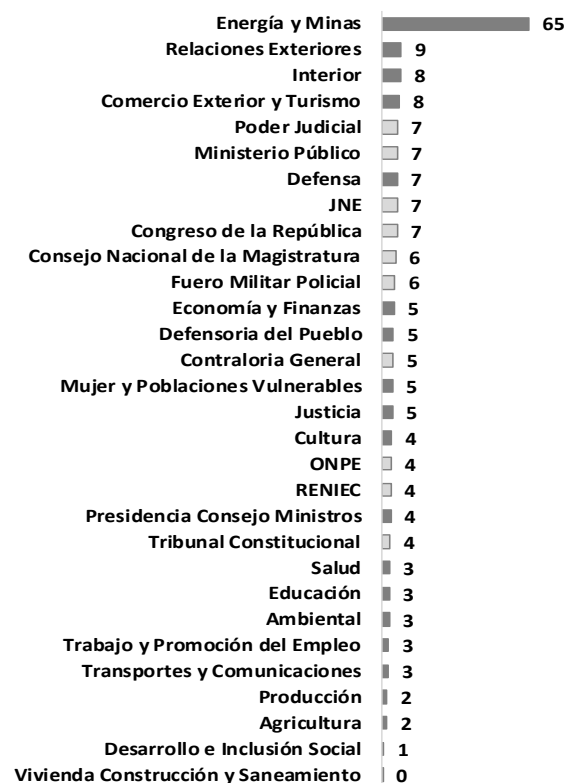 Energía y Minas 65
Relaciones Exteriores 9
Interior 8
Comercio Exterior y Turismo 8
Poder Judicial 7
Ministerio Público 7
Defensa 7
JNE 7
Congreso de la República 7
Consejo Nacional de la Magistratura 6
Fuero Militar Policial 6
Economía y Finanzas 5
Defensoria del Pueblo 5
Contraloria General 5
Mujer y Poblaciones Vulnerables 5
Justicia 5
Cultura 4
ONPE 4
RENIEC 4
Presidencia Consejo Ministros 4
Tribunal Constitucional 4
Salud 3
Educación 3
Ambiental 3
Trabajo y Promoción del Empleo 3
Transportes y Comunicaciones 3
Producción 2
Agricultura 2
Desarrollo e Inclusión Social 1
Vivienda Construcción y Saneamiento 0